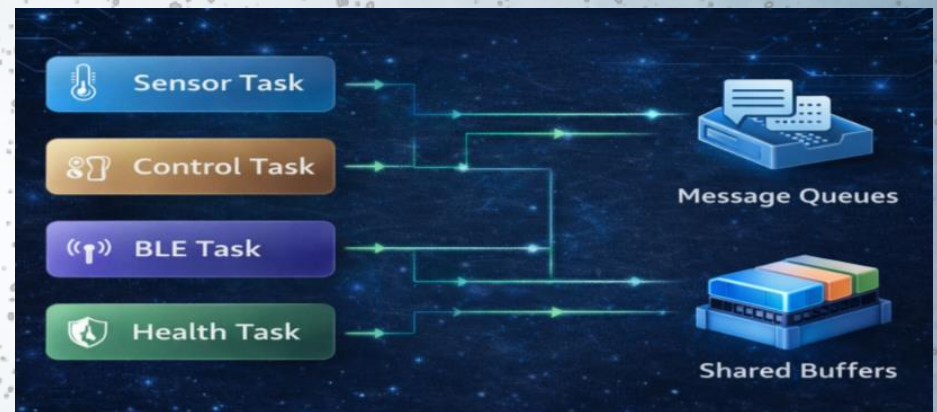 Sensor Task
Control Task
Message Queues
BLE Task
Health Task
Shared Buffers